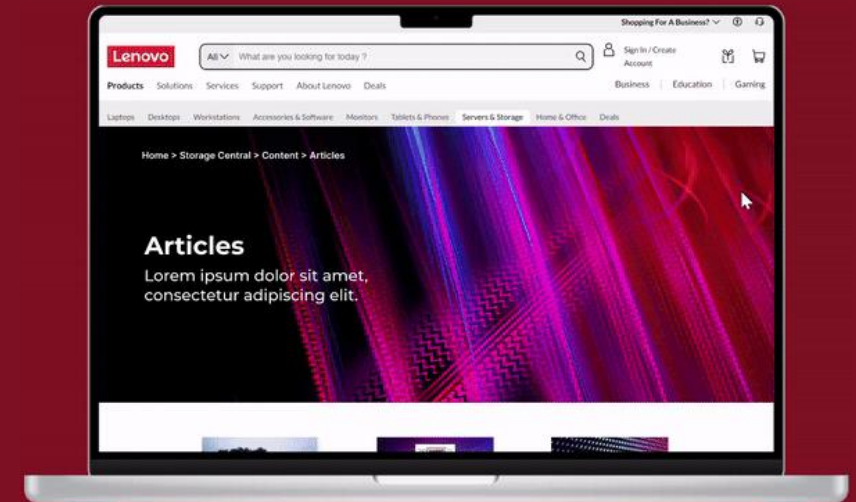 Shopping For A Business?
Lenovo
All
What are you looking for today ?
Sign In / Create
Account
Products Solutions Services Support About Lenovo Deals
Business Education Gaming
Laptops Desktops Workstations Accessories & Software Monitors Tablets & Phones Servers & Storage Home & Office Deals
Home > Storage Central > Content > Articles
Articles
Lorem ipsum dolor sit amet,
consectetur adipiscing elit.